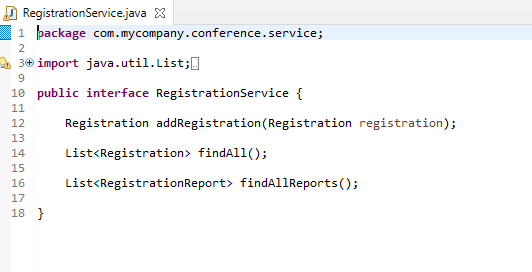 RegistrationService.java
1 package com.mycompany.conference.service;
2
3 import java.util.List;
9
10 public interface RegistrationService {
11
12 Registration addRegistration(Registration registration);
13
14 List<Registration> findAll();
15
16 List<RegistrationReport> findAllReports();
17
18 }